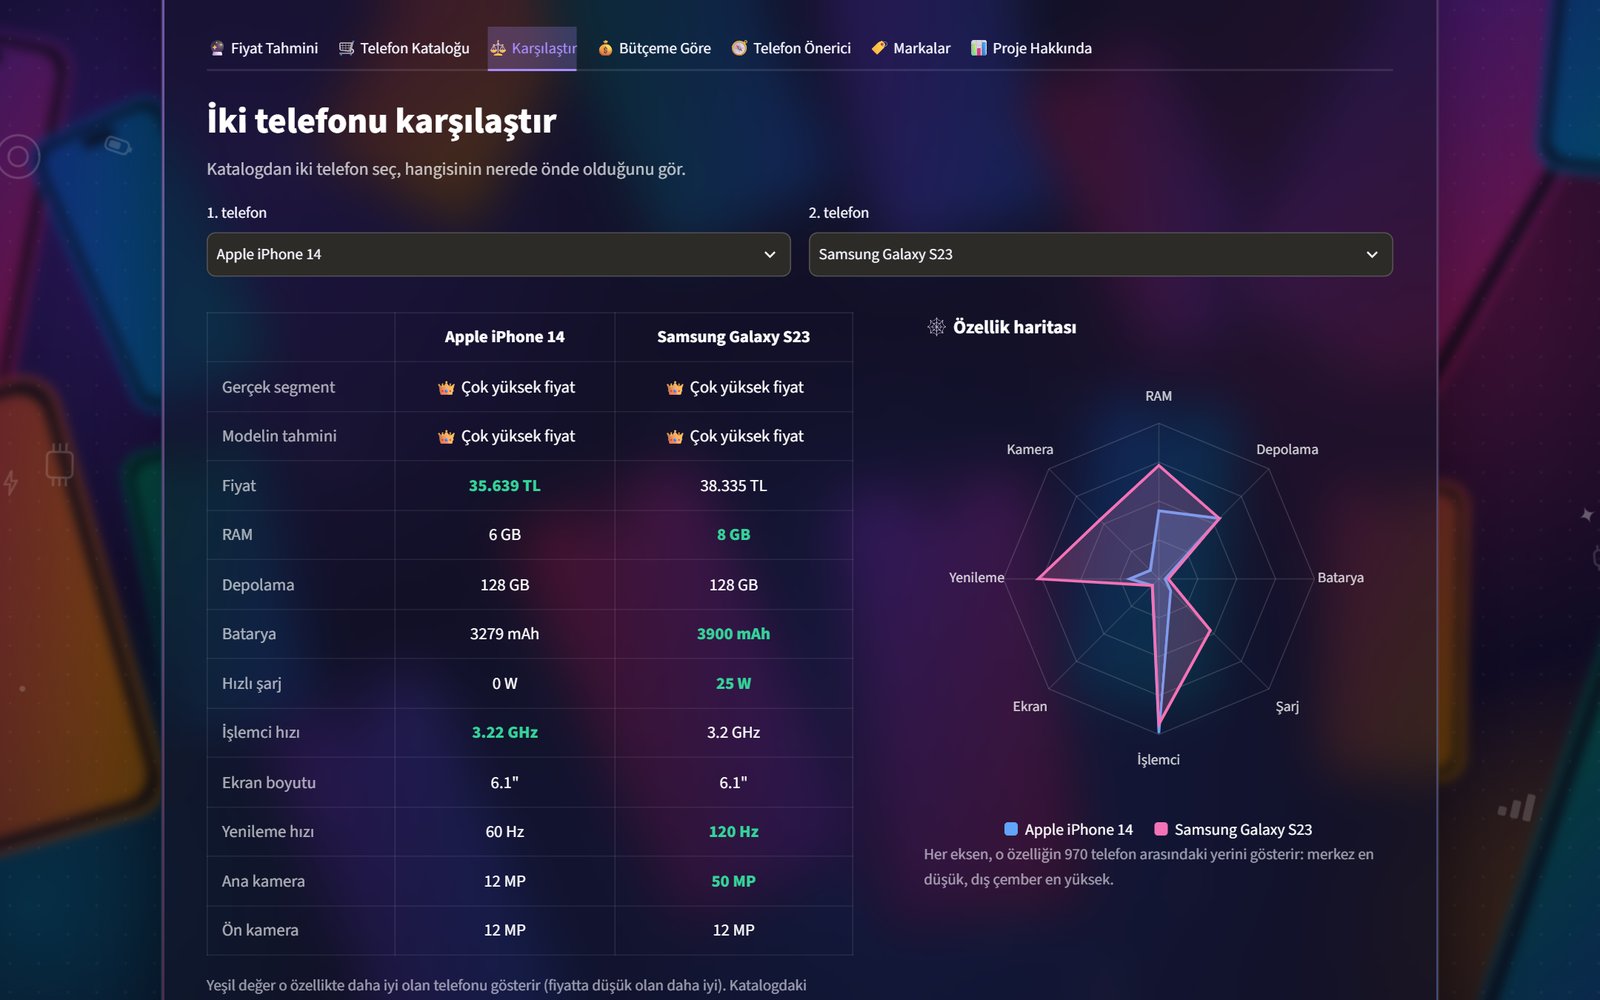 Fiyat Tahmini Telefon Kataloğu Karşılaştır Bütçeme Göre Telefon Önerici Markalar Proje Hakkında
İki telefonu karşılaştır
Katalogdan iki telefon seç, hangisinin nerede önde olduğunu gör.
1. telefon
Apple iPhone 14
2. telefon
Samsung Galaxy S23
Apple iPhone 14 Samsung Galaxy S23
Gerçek segment Çok yüksek fiyat Çok yüksek fiyat
Modelin tahmini Çok yüksek fiyat Çok yüksek fiyat
Fiyat 35.639 TL 38.335 TL
RAM 6 GB 8 GB
Depolama 128 GB 128 GB
Batarya 3279 mAh 3900 mAh
Hızlı şarj 0 W 25 W
İşlemci hızı 3.22 GHz 3.2 GHz
Ekran boyutu 6.1" 6.1"
Yenileme hızı 60 Hz 120 Hz
Ana kamera 12 MP 50 MP
Ön kamera 12 MP 12 MP
Yeşil değer o özellikte daha iyi olan telefonu gösterir (fiyatta düşük olan daha iyi). Katalogdaki
Özellik haritası
RAM
Kamera
Depolama
Yenileme
Batarya
Ekran
Şarj
İşlemci
Apple iPhone 14 Samsung Galaxy S23
Her eksen, o özelliğin 970 telefon arasındaki yerini gösterir: merkez en
düşük, dış çember en yüksek.